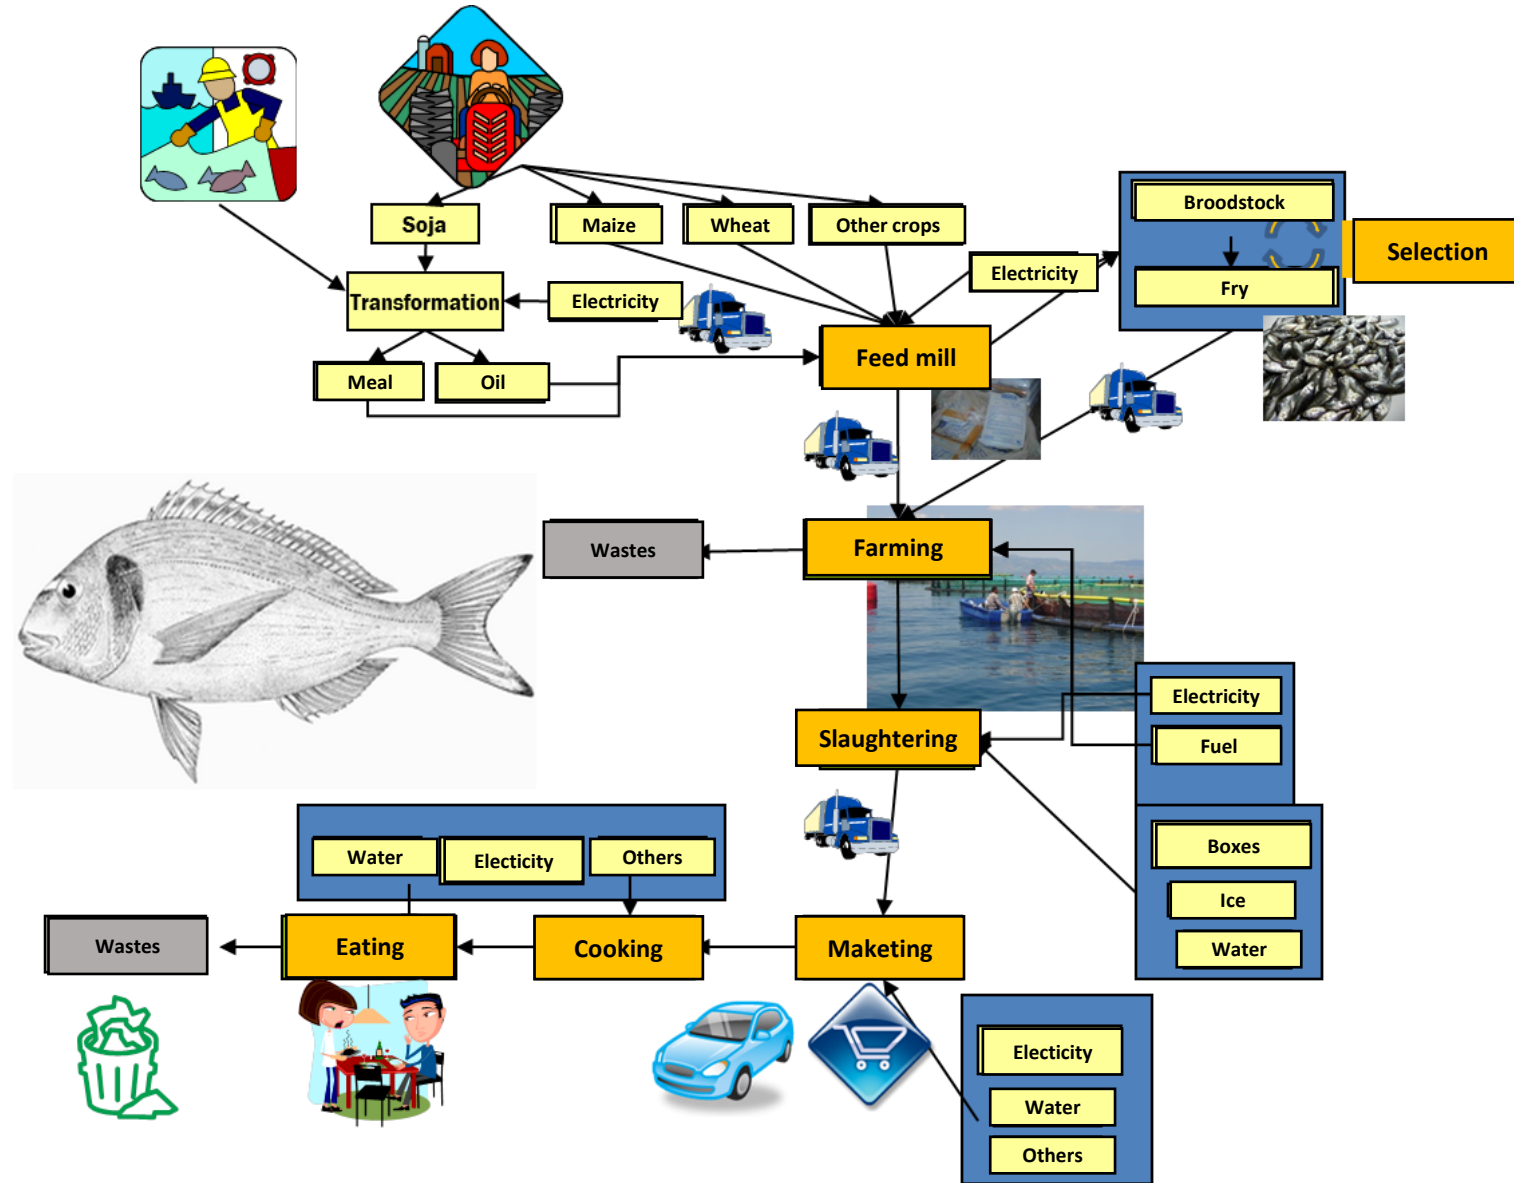 Broodstock
Soja
Maize
Wheat
Other crops
Selection
Electricity
Fry
Transformation
Electricity
Feed mill
Meal
Oil
Wastes
Farming
Electricity
Slaughtering
Fuel
Boxes
Water
Electicity
Others
Ice
Water
Wastes
Eating
Cooking
Maketing
Electicity
Water
Others